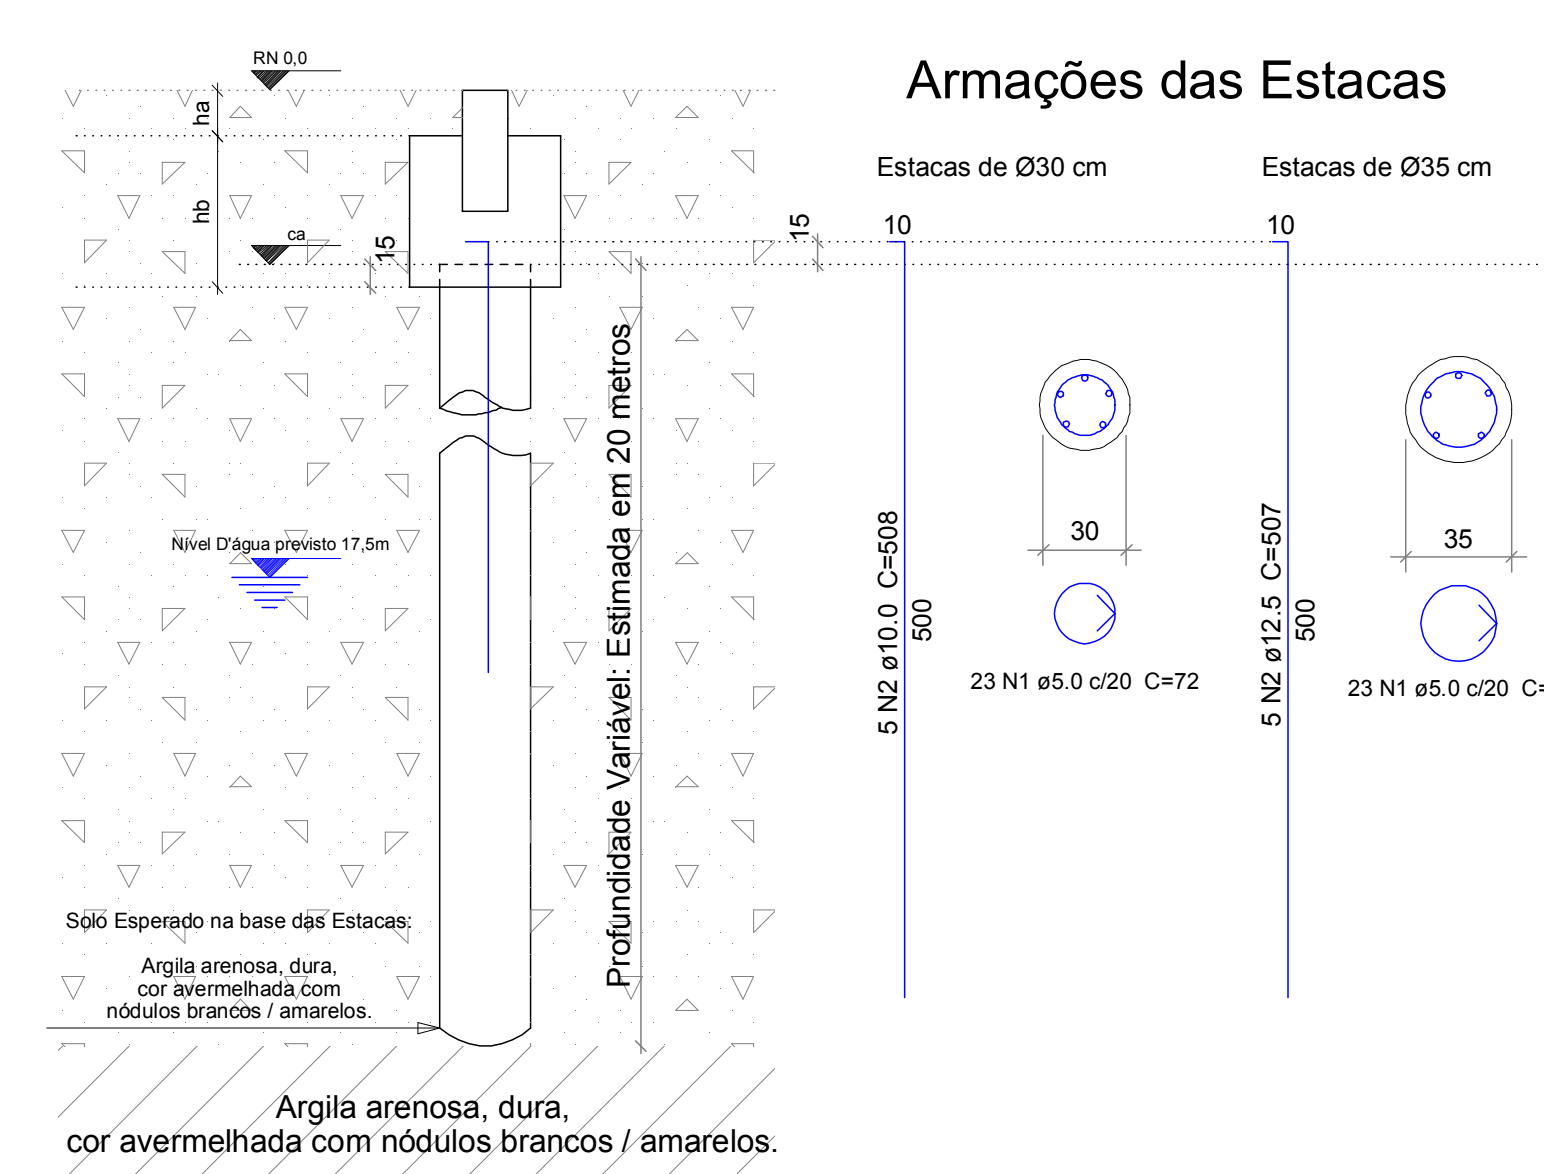 RN 0,0
ha
hb
ca
15
Armações das Estacas
Estacas de Ø30 cm
Estacas de Ø35 cm
15
10
10
Profundidade Variável: Estimada em 20 metros
Nível D'água previsto 17,5m
5 N2 ø10.0 C=508
500
30
23 N1 ø5.0 c/20 C=72
5 N2 ø12.5 C=507
500
35
23 N1 ø5.0 c/20 C=
Solo Esperado na base das Estacas:
Argila arenosa, dura,
cor avermelhada com
nódulos brancos / amarelos.
Argila arenosa, dura,
cor avermelhada com nódulos brancos / amarelos.